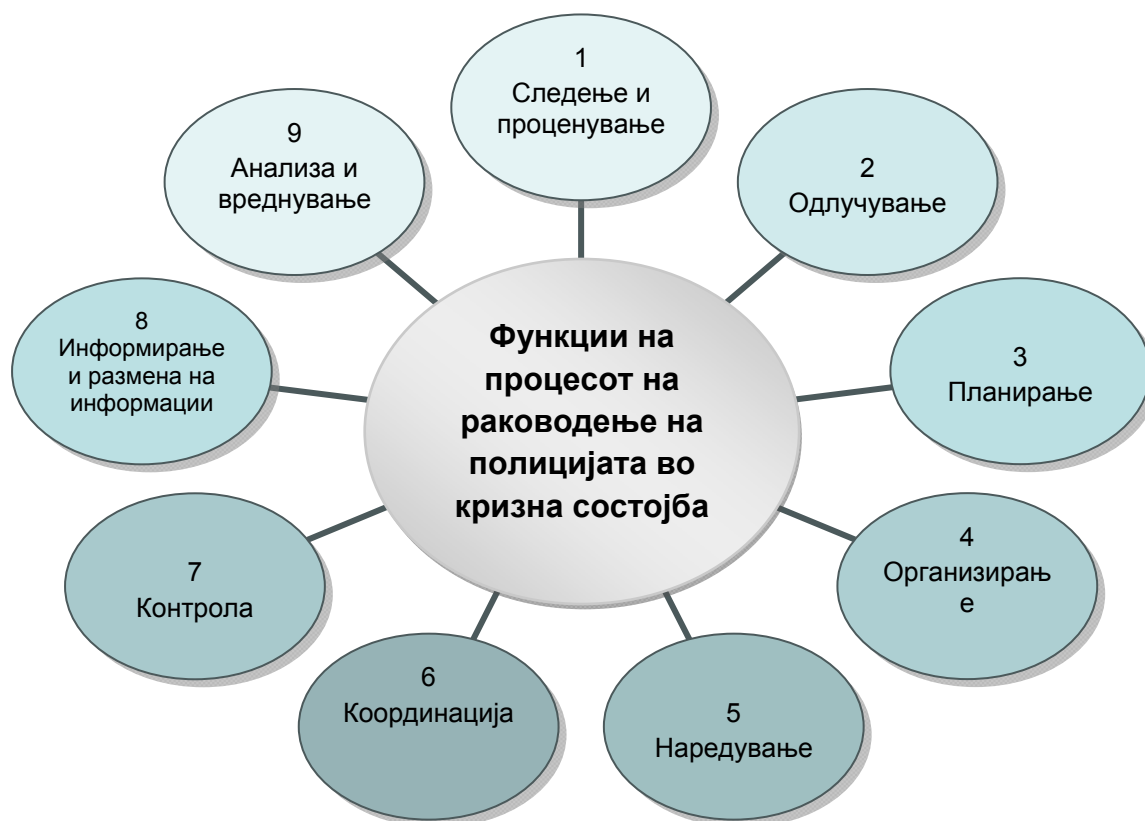 Функции на
процесот на
раководење на
полицијата во
кризна состојба
1
Следење и
проценување
2
Одлучување
3
Планирање
4
Организирањ
е
5
Наредување
6
Координација
7
Контрола
8
Информирање
и размена на
информации
9
Анализа и
вреднување